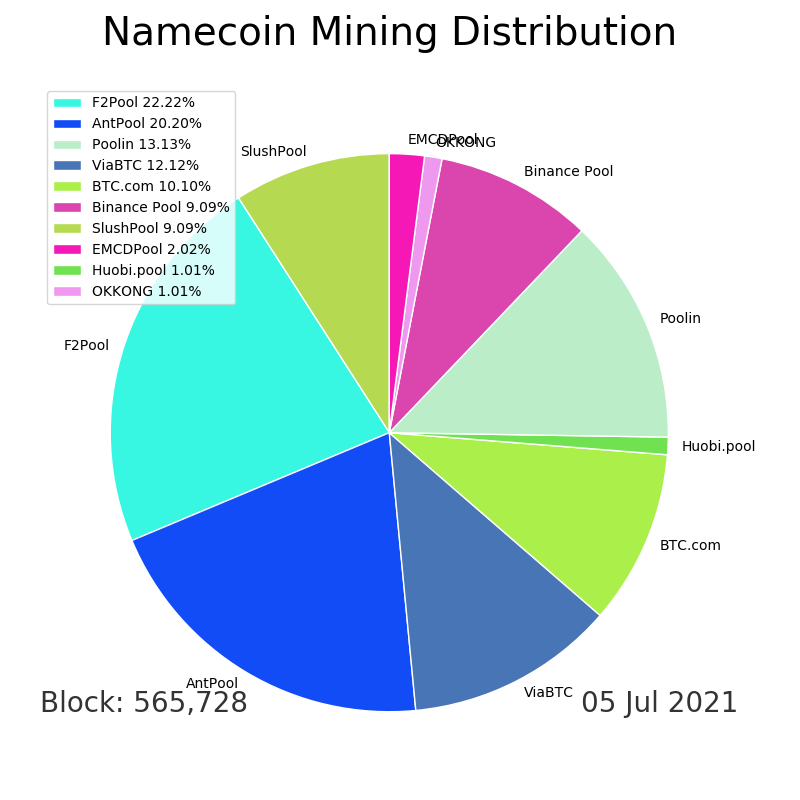 Namecoin Mining Distribution
F2Pool 22.22%
AntPool 20.20%
Poolin 13.13%
ViaBTC 12.12%
BTC.com 10.10%
Binance Pool 9.09%
SlushPool 9.09%
EMCDPool 2.02%
Huobi.pool 1.01%
OKKONG 1.01%
SlushPool
EMCDPool
OKKONG
Binance Pool
Poolin
F2Pool
Huobi.pool
BTC.com
AntPool
ViaBTC
Block: 565,728
05 Jul 2021